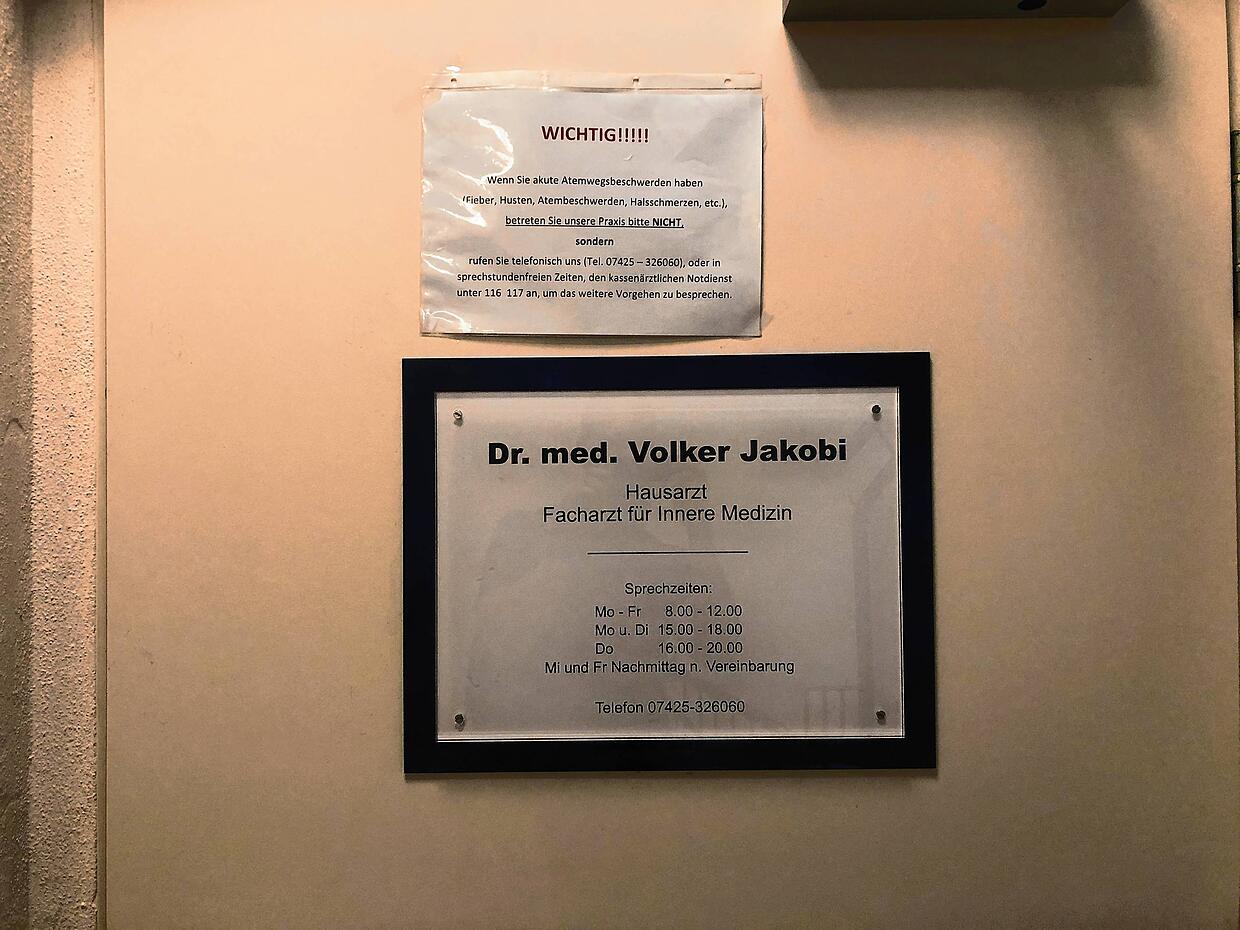 WICHTIG!!!!!
Wenn Sie akute Atemwegsbeschwerden haben
(Fieber, Husten, Atembeschwerden, Halsschmerzen, etc.),
betreten Sie unsere Praxis bitte NICHT,
sondern
rufen Sie telefonisch uns (Tel. 07425 – 326060), oder in
sprechstundenfreien Zeiten, den kassenärztlichen Notdienst
unter 116 117 an, um das weitere Vorgehen zu besprechen.
Dr. med. Volker Jakobi
Hausarzt
Facharzt für Innere Medizin
Sprechzeiten:
Mo - Fr 8.00 - 12.00
Mo u. Di 15.00 - 18.00
Do 16.00 - 20.00
Mi und Fr Nachmittag n. Vereinbarung
Telefon 07425-326060